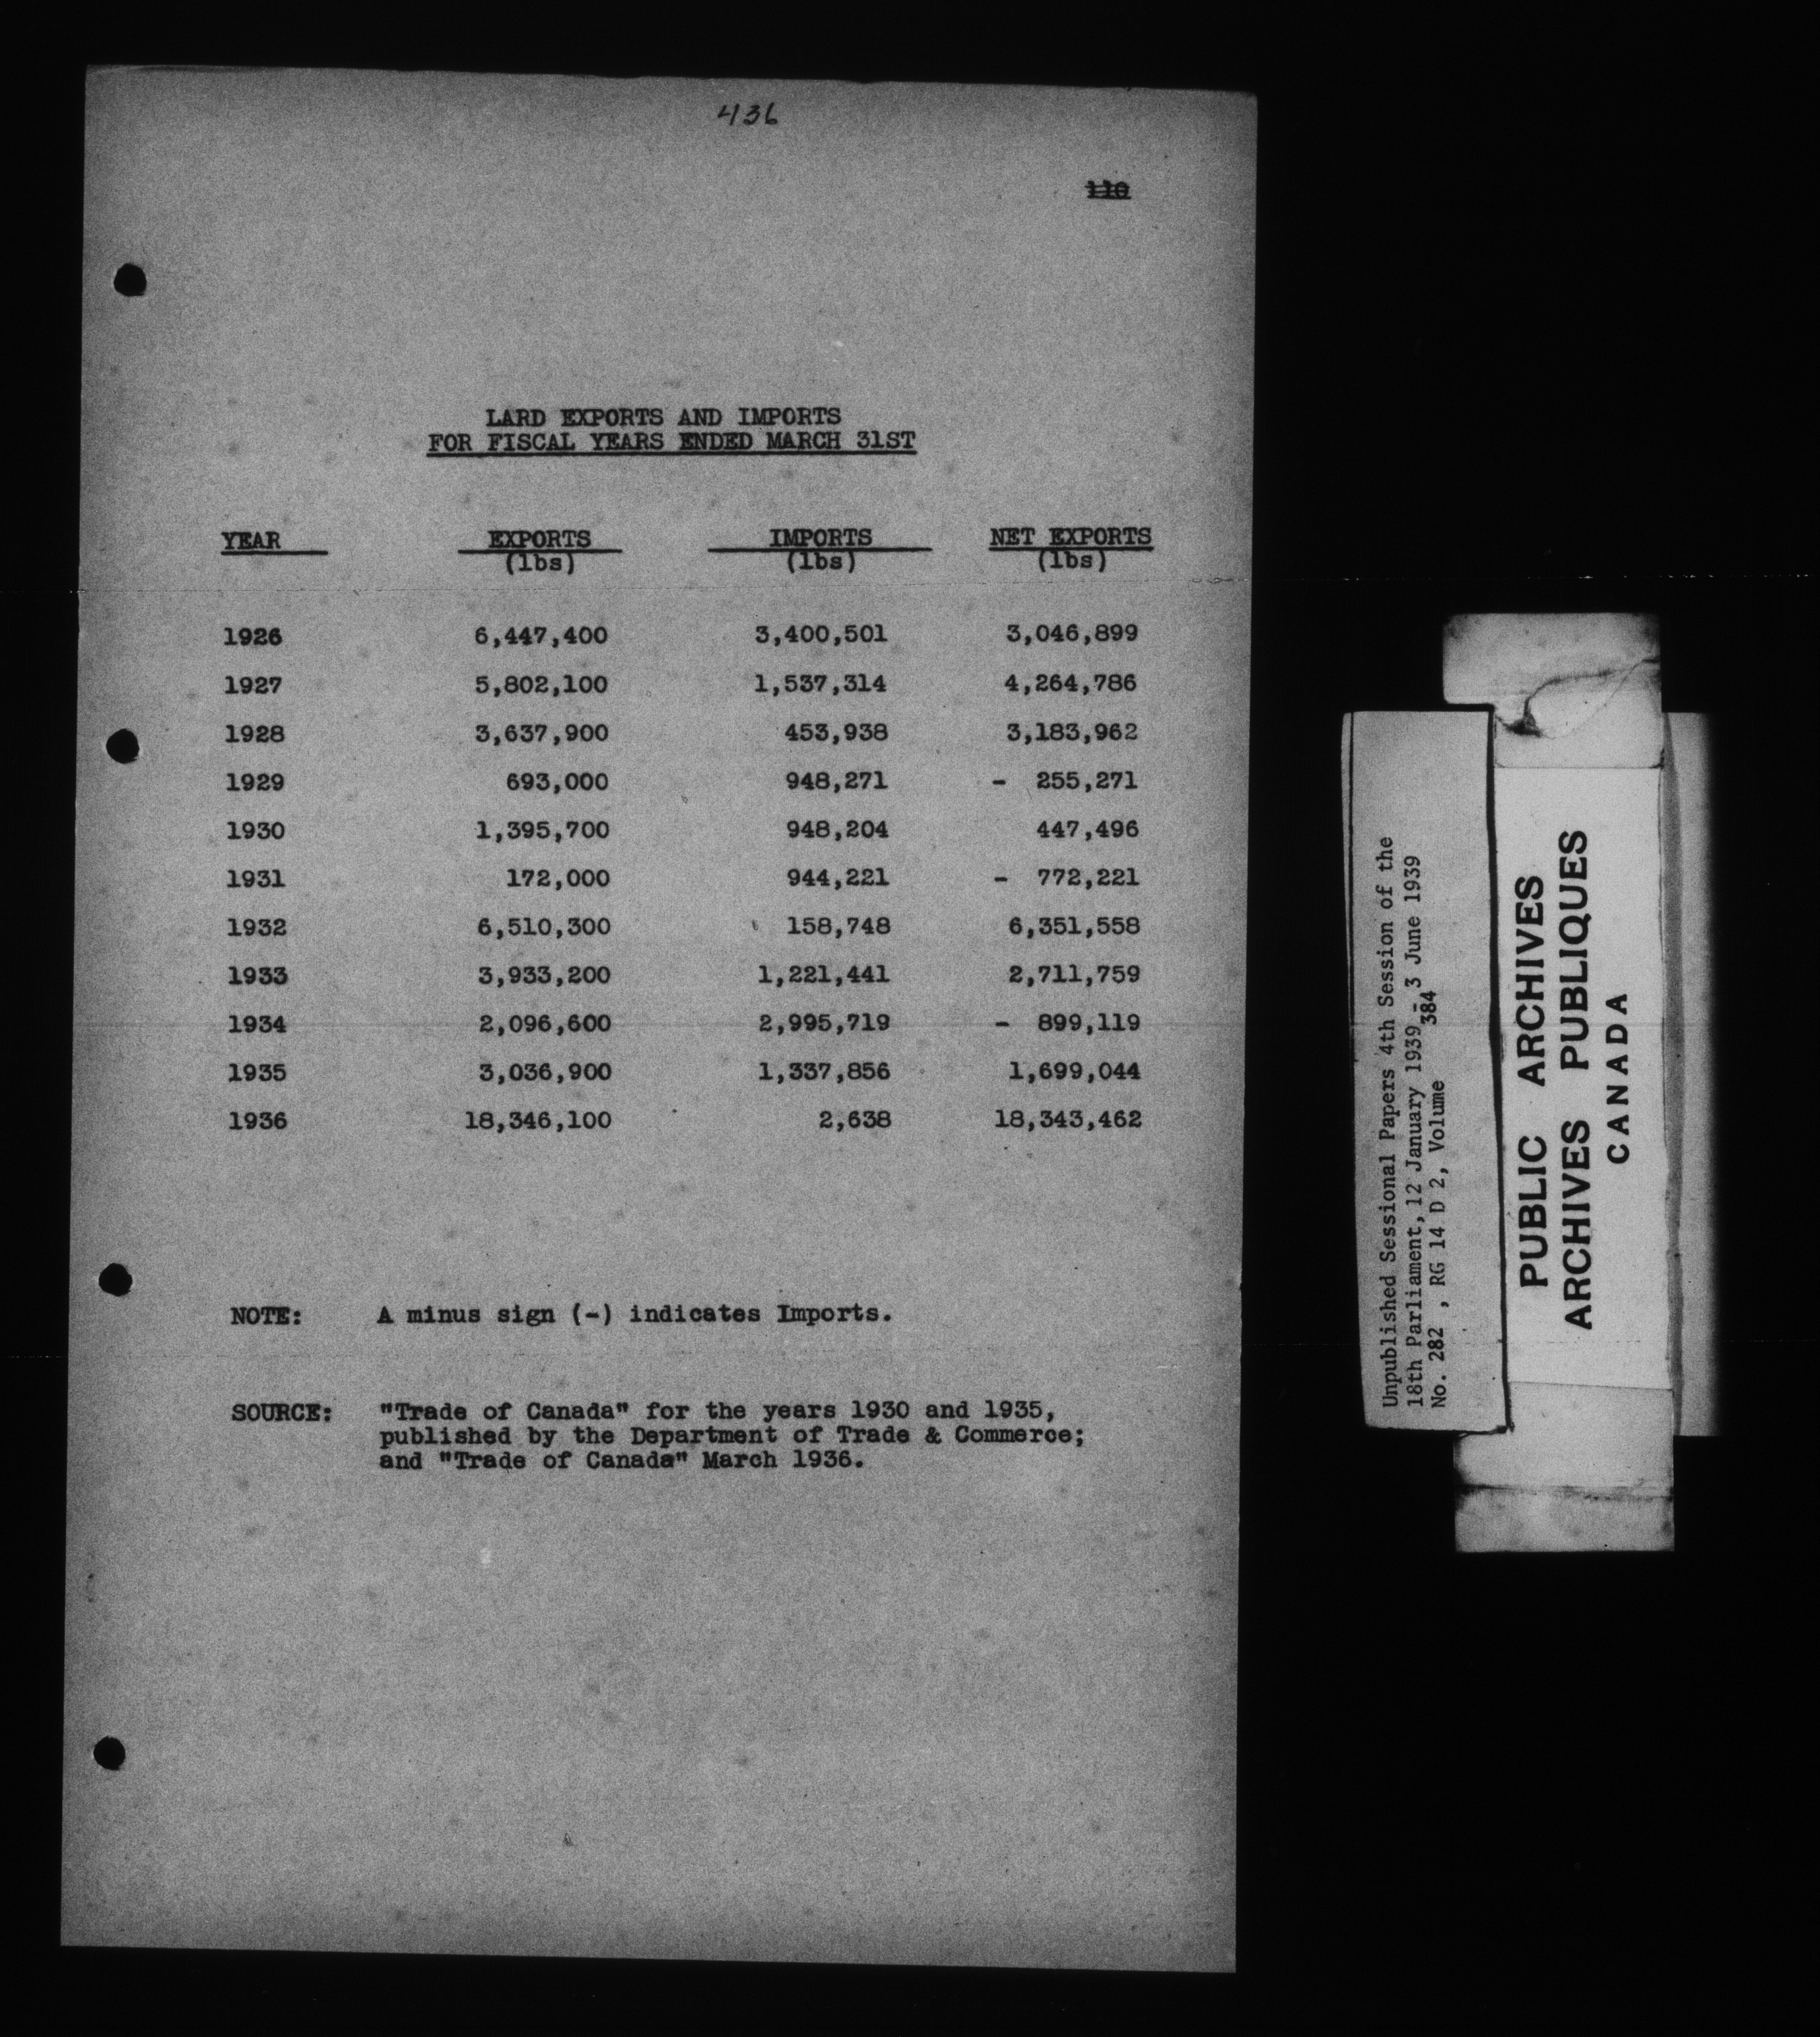 436
110
LARD EXPORTS AND IMPORTS
FOR FISCAL YEARS ENDED MARCH 31ST
YEAR EXPORTS IMPORTS NET EXPORTS
(lbs) (lbs) (lbs)
1926 6,447,400 3,400,501 3,046,899
1927 5,802,100 1,537,314 4,264,786
1928 3,637,900 453,938 3,183,962
1929 693,000 948,271 - 255,271
1930 1,395,700 948,204 447,496
1931 172,000 944,221 - 772,221
1932 6,510,300 158,748 6,351,558
1933 3,933,200 1,221,441 2,711,759
1934 2,096,600 2,995,719 - 899,119
1935 3,036,900 1,337,856 1,699,044
1936 18,346,100 2,638 18,343,462
NOTE: A minus sign (-) indicates Imports.
SOURCE: "Trade of Canada" for the years 1930 and 1935,
published by the Department of Trade & Commerce;
and "Trade of Canada" March 1936.
Unpublished Sessional Papers 4th Session of the
18th Parliament, 12 January 1939 - 3 June 1939
No. 282 , RG 14 D 2, Volume 384
PUBLIC ARCHIVES
ARCHIVES PUBLIQUES
CANADA